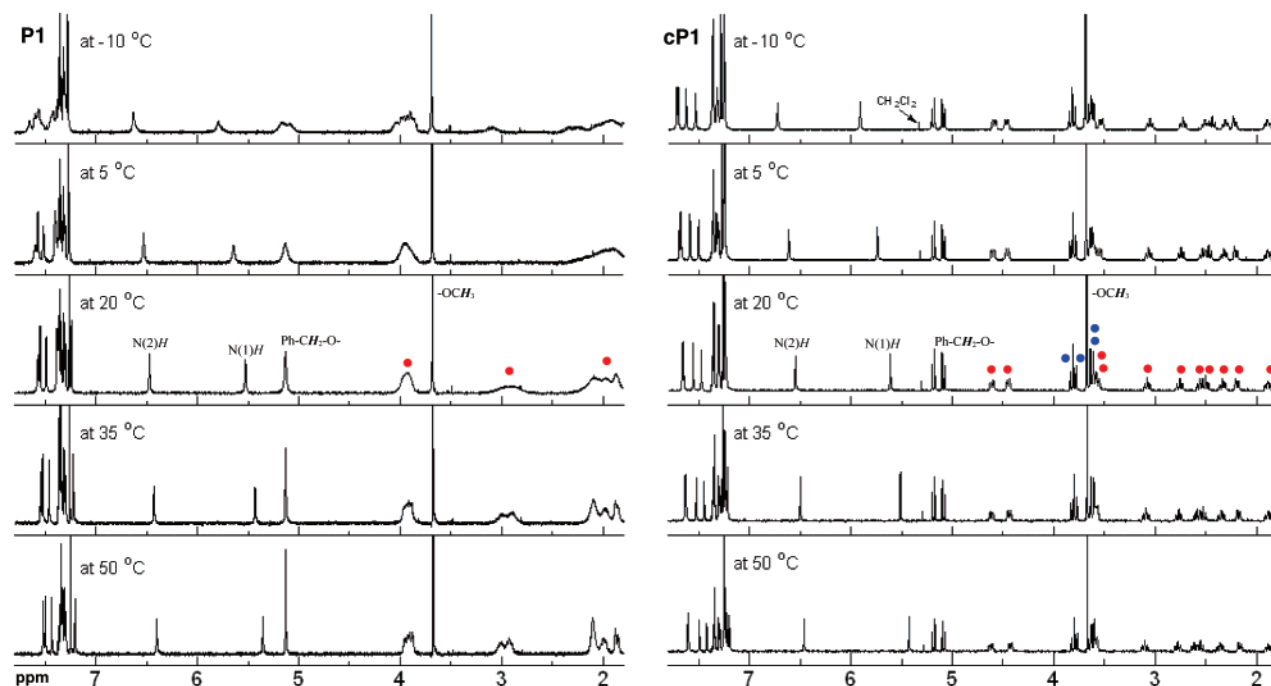 P1
at -10 °C
at 5 °C
at 20 °C
N(2)H
N(1)H
Ph-CH2-O-
-OCH3
at 35 °C
at 50 °C
ppm
7
6
5
4
3
2
cP1
at -10 °C
CH2Cl2
at 5 °C
at 20 °C
N(2)H
N(1)H
Ph-CH2-O-
-OCH3
at 35 °C
at 50 °C
7
6
5
4
3
2